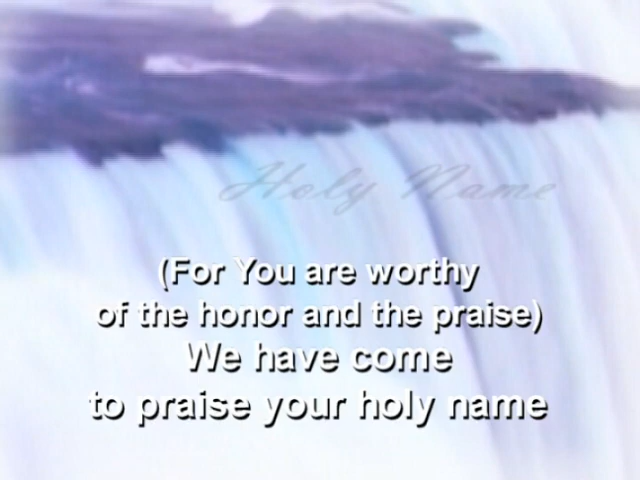 Holy Name
(For You are worthy
of the honor and the praise)
We have come
to praise your holy name